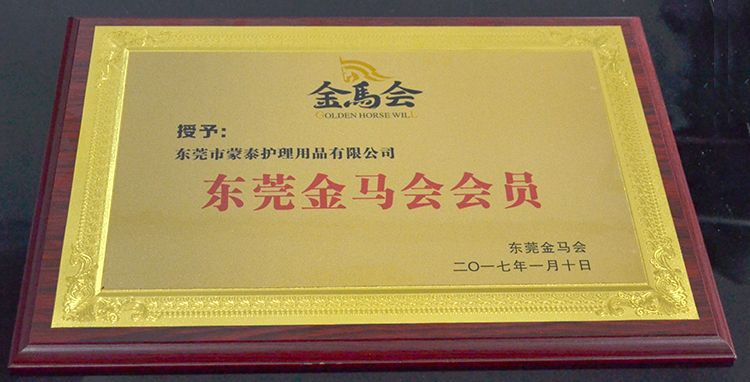 金馬会
GOLDEN HORSE WILL
授予：
东莞市蒙泰护理用品有限公司
东莞金马会会员
东莞金马会
二〇一七年一月十日